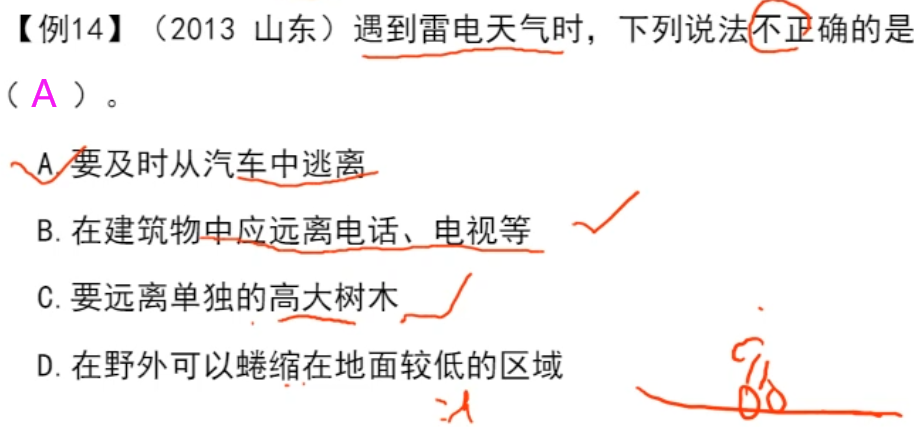 【例14】（2013 山东）遇到雷电天气时，下列说法不正确的是
（ A ）。
A. 要及时从汽车中逃离
B. 在建筑物中应远离电话、电视等
C. 要远离单独的高大树木
D. 在野外可以蜷缩在地面较低的区域